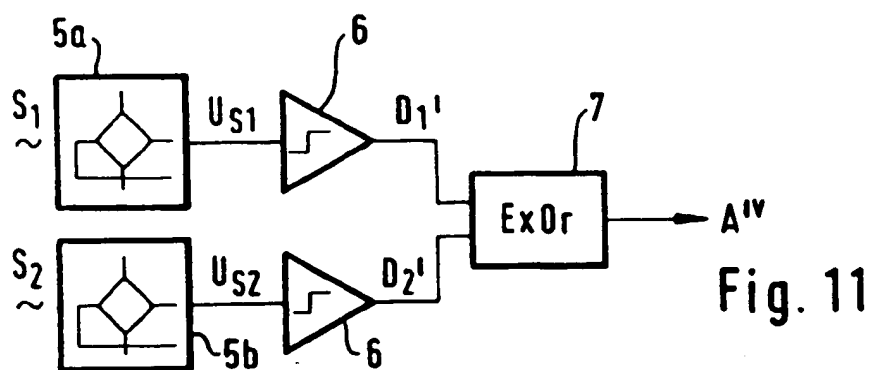 5a
6
S1
~
US1
D1'
7
ExOr
AIV
S2
~
US2
D2'
5b
6
Fig. 11